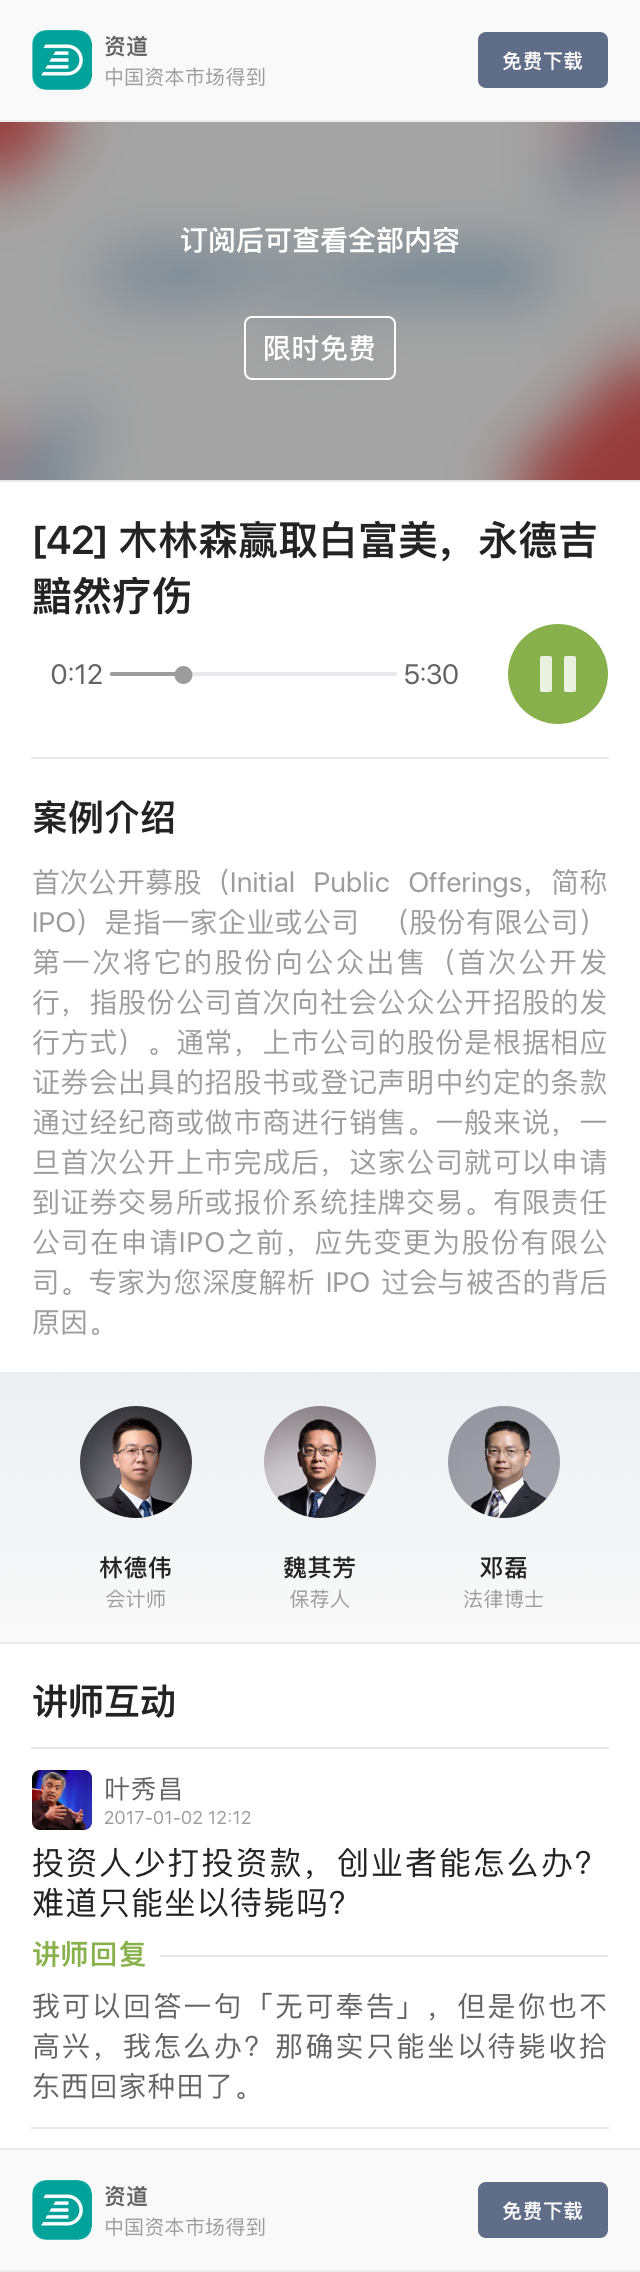 资道
中国资本市场得到
免费下载
订阅后可查看全部内容
限时免费
[42] 木林森赢取白富美，永德吉
黯然疗伤
0:12
5:30
案例介绍
首次公开募股（Initial Public Offerings，简称
IPO）是指一家企业或公司 （股份有限公司）
第一次将它的股份向公众出售（首次公开发
行，指股份公司首次向社会公众公开招股的发
行方式）。通常，上市公司的股份是根据相应
证券会出具的招股书或登记声明中约定的条款
通过经纪商或做市商进行销售。一般来说，一
旦首次公开上市完成后，这家公司就可以申请
到证券交易所或报价系统挂牌交易。有限责任
公司在申请IPO之前，应先变更为股份有限公
司。专家为您深度解析 IPO 过会与被否的背后
原因。
林德伟
会计师
魏其芳
保荐人
邓磊
法律博士
讲师互动
叶秀昌
2017-01-02 12:12
投资人少打投资款，创业者能怎么办？
难道只能坐以待毙吗？
讲师回复
我可以回答一句「无可奉告」，但是你也不
高兴，我怎么办？那确实只能坐以待毙收拾
东西回家种田了。
资道
中国资本市场得到
免费下载